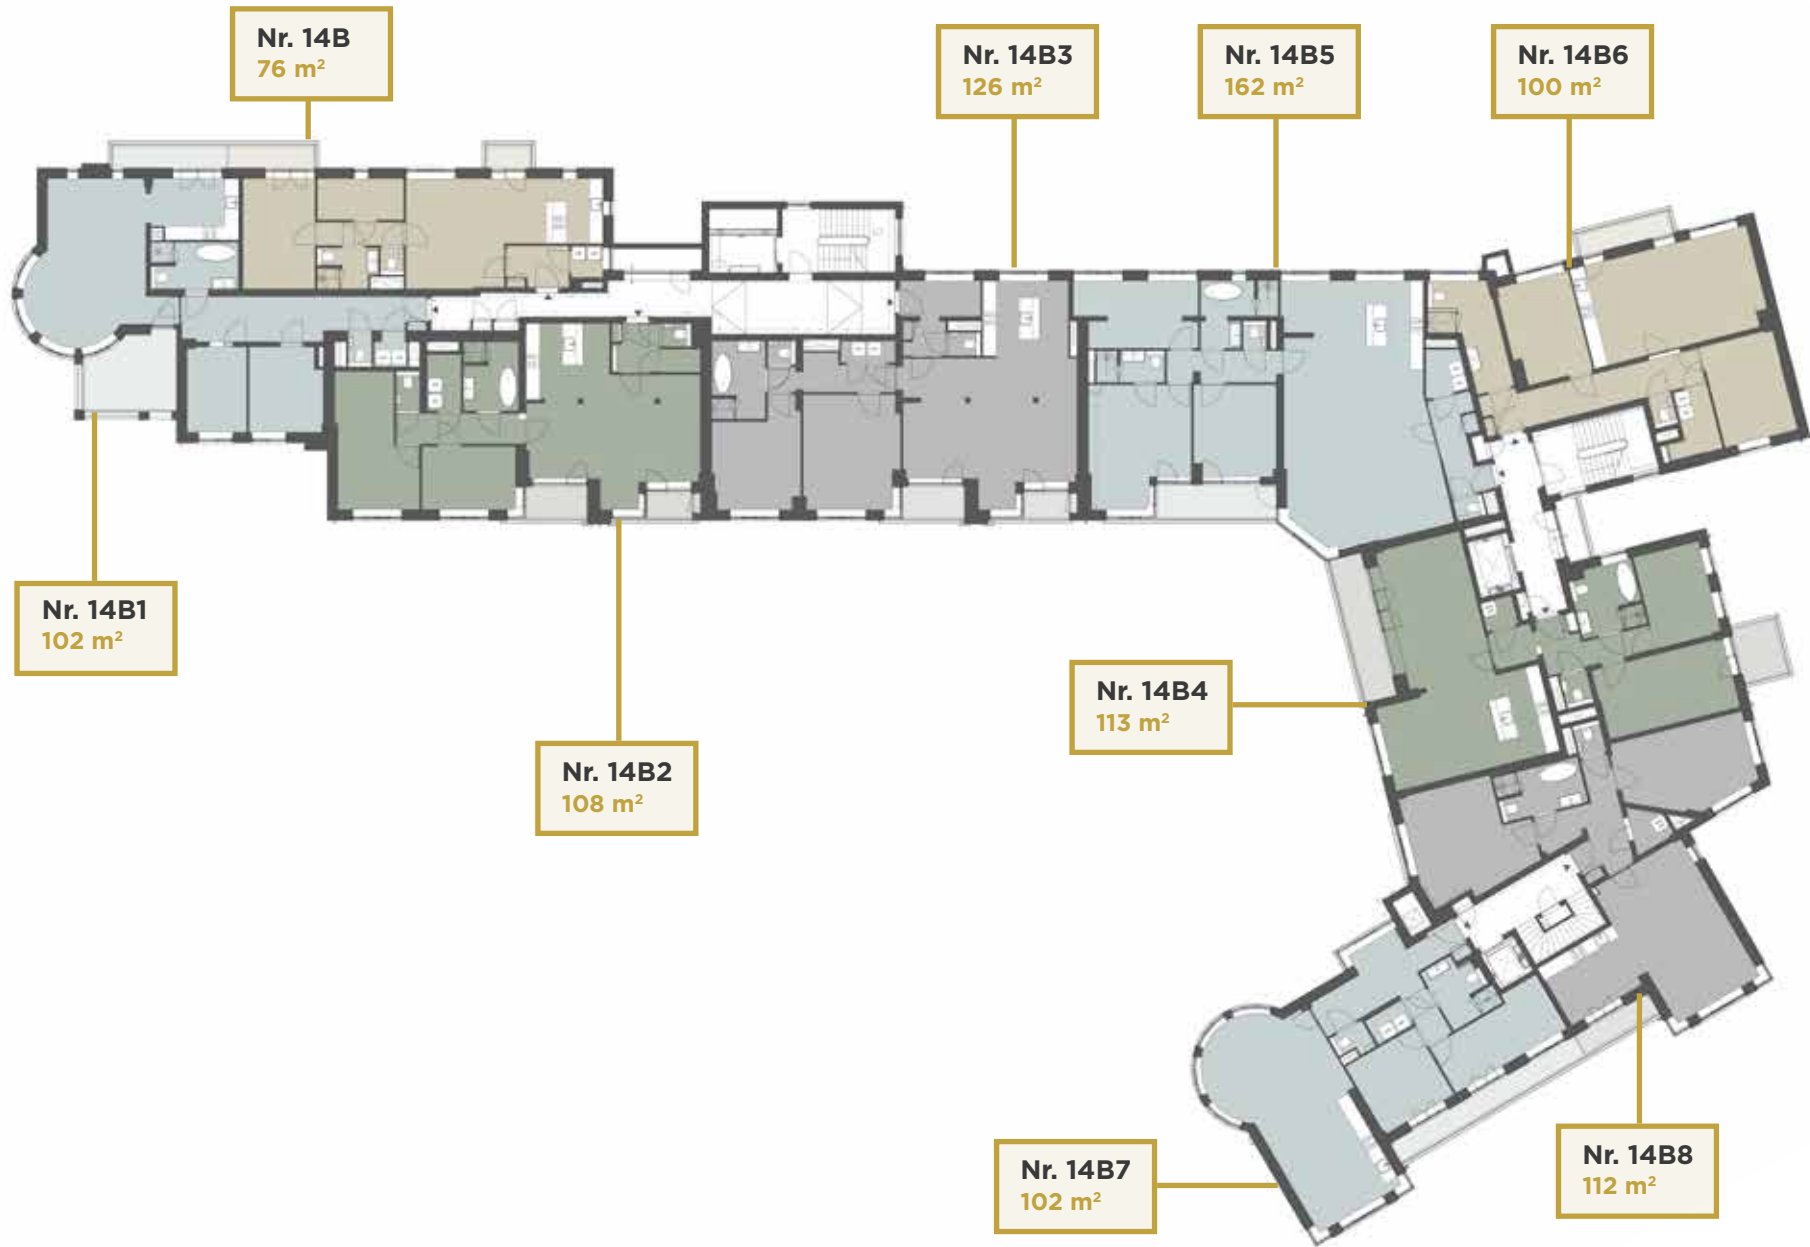 Nr. 14B
76 m²
Nr. 14B3
126 m²
Nr. 14B5
162 m²
Nr. 14B6
100 m²
Nr. 14B1
102 m²
Nr. 14B2
108 m²
Nr. 14B4
113 m²
Nr. 14B7
102 m²
Nr. 14B8
112 m²